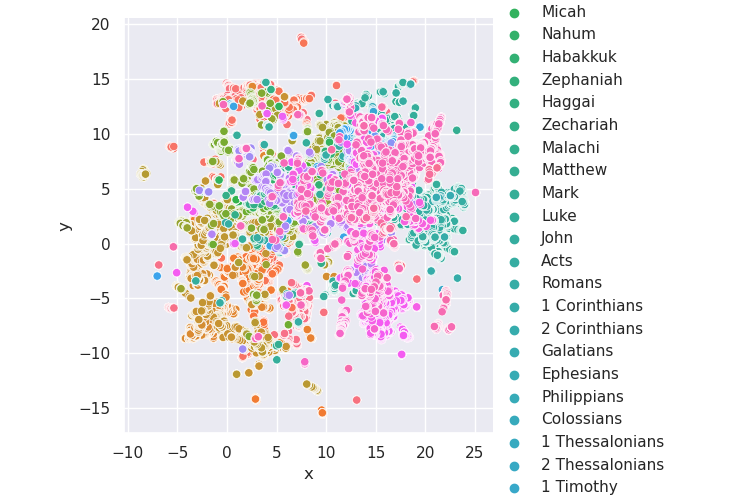 20
15
10
5
0
−5
−10
−15
−10 −5 0 5 10 15 20 25
x
y
Micah
Nahum
Habakkuk
Zephaniah
Haggai
Zechariah
Malachi
Matthew
Mark
Luke
John
Acts
Romans
1 Corinthians
2 Corinthians
Galatians
Ephesians
Philippians
Colossians
1 Thessalonians
2 Thessalonians
1 Timothy